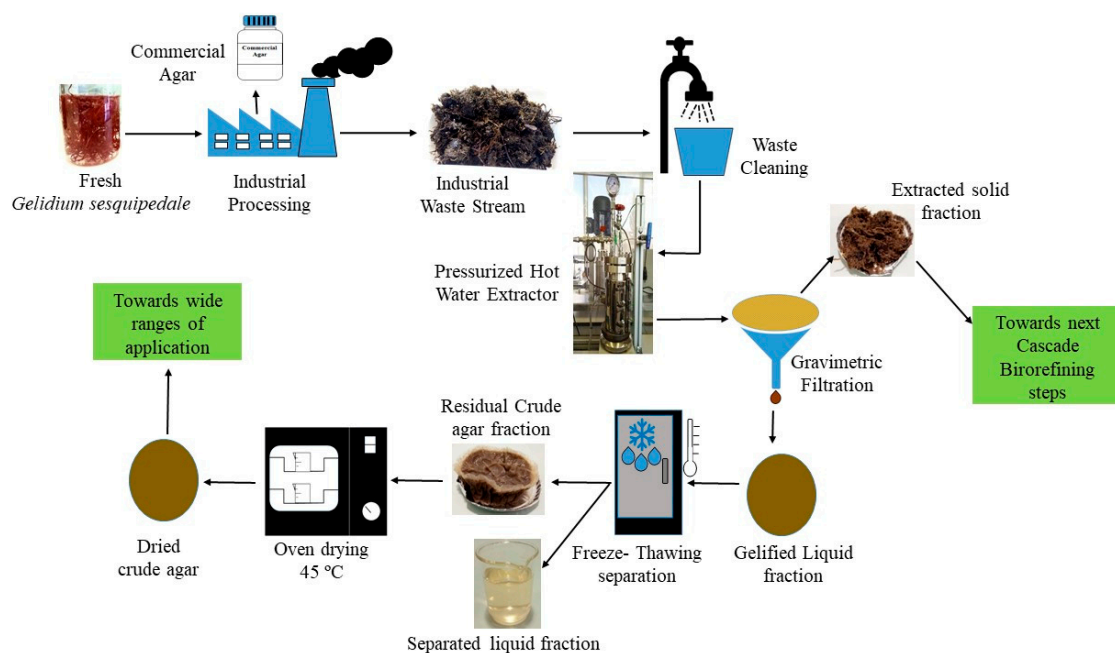 Commercial
Agar
Commercial
Agar
Fresh
Gelidium sesquipedale
Industrial
Processing
Industrial
Waste Stream
Waste
Cleaning
Extracted solid
fraction
Pressurized Hot
Water Extractor
Towards wide
ranges of
application
Gravimetric
Filtration
Towards next
Cascade
Birorefining
steps
Residual Crude
agar fraction
Dried
crude agar
Oven drying
45 ºC
Freeze- Thawing
separation
Gelified Liquid
fraction
Separated liquid fraction